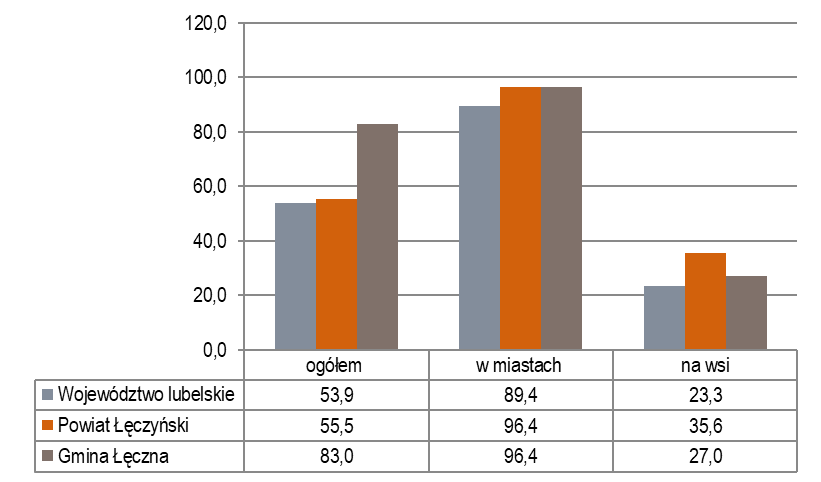 120,0
100,0
80,0
60,0
40,0
20,0
0,0
ogółem w miastach na wsi
Województwo lubelskie 53,9 89,4 23,3
Powiat Łęczyński 55,5 96,4 35,6
Gmina Łęczna 83,0 96,4 27,0